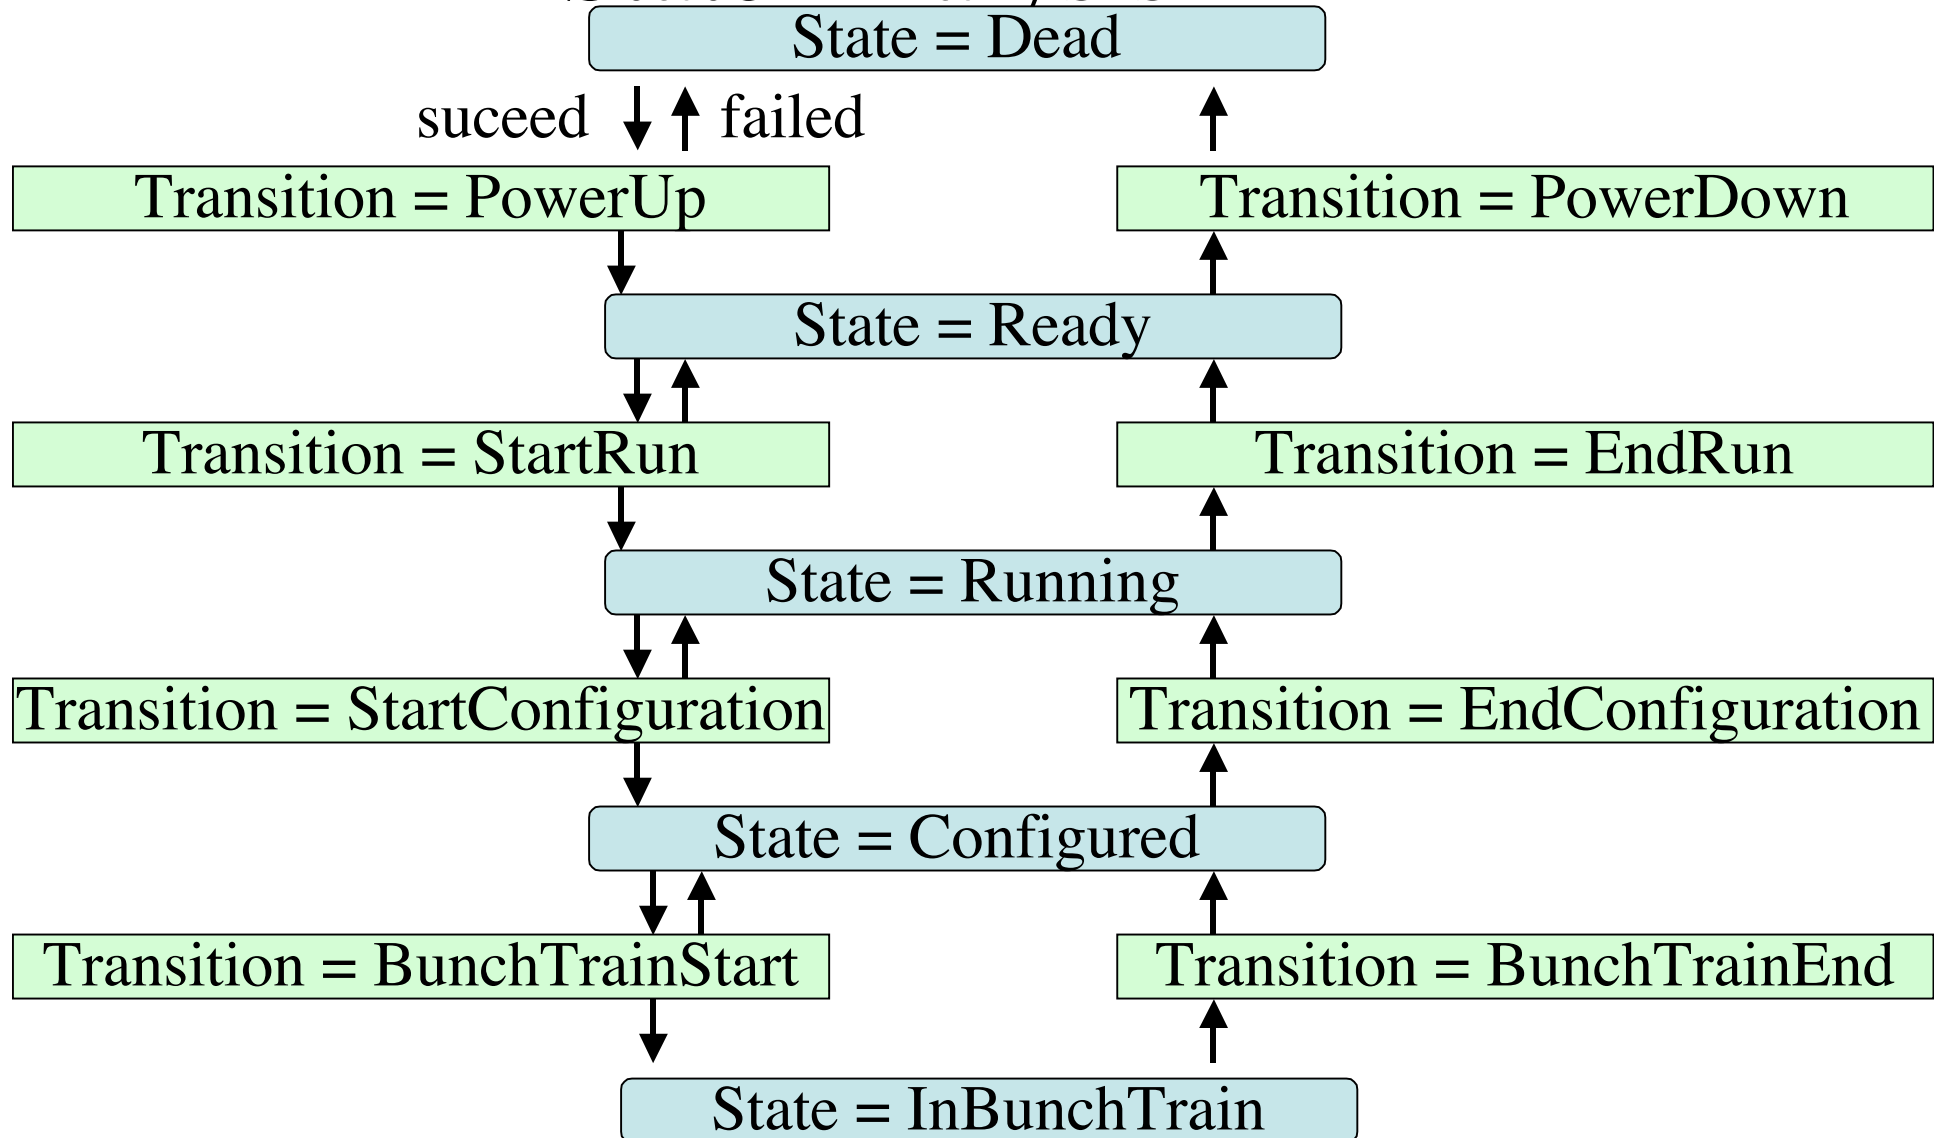 State = Dead
suceed failed
Transition = PowerUp Transition = PowerDown
State = Ready
Transition = StartRun Transition = EndRun
State = Running
Transition = StartConfiguration Transition = EndConfiguration
State = Configured
Transition = BunchTrainStart Transition = BunchTrainEnd
State = InBunchTrain